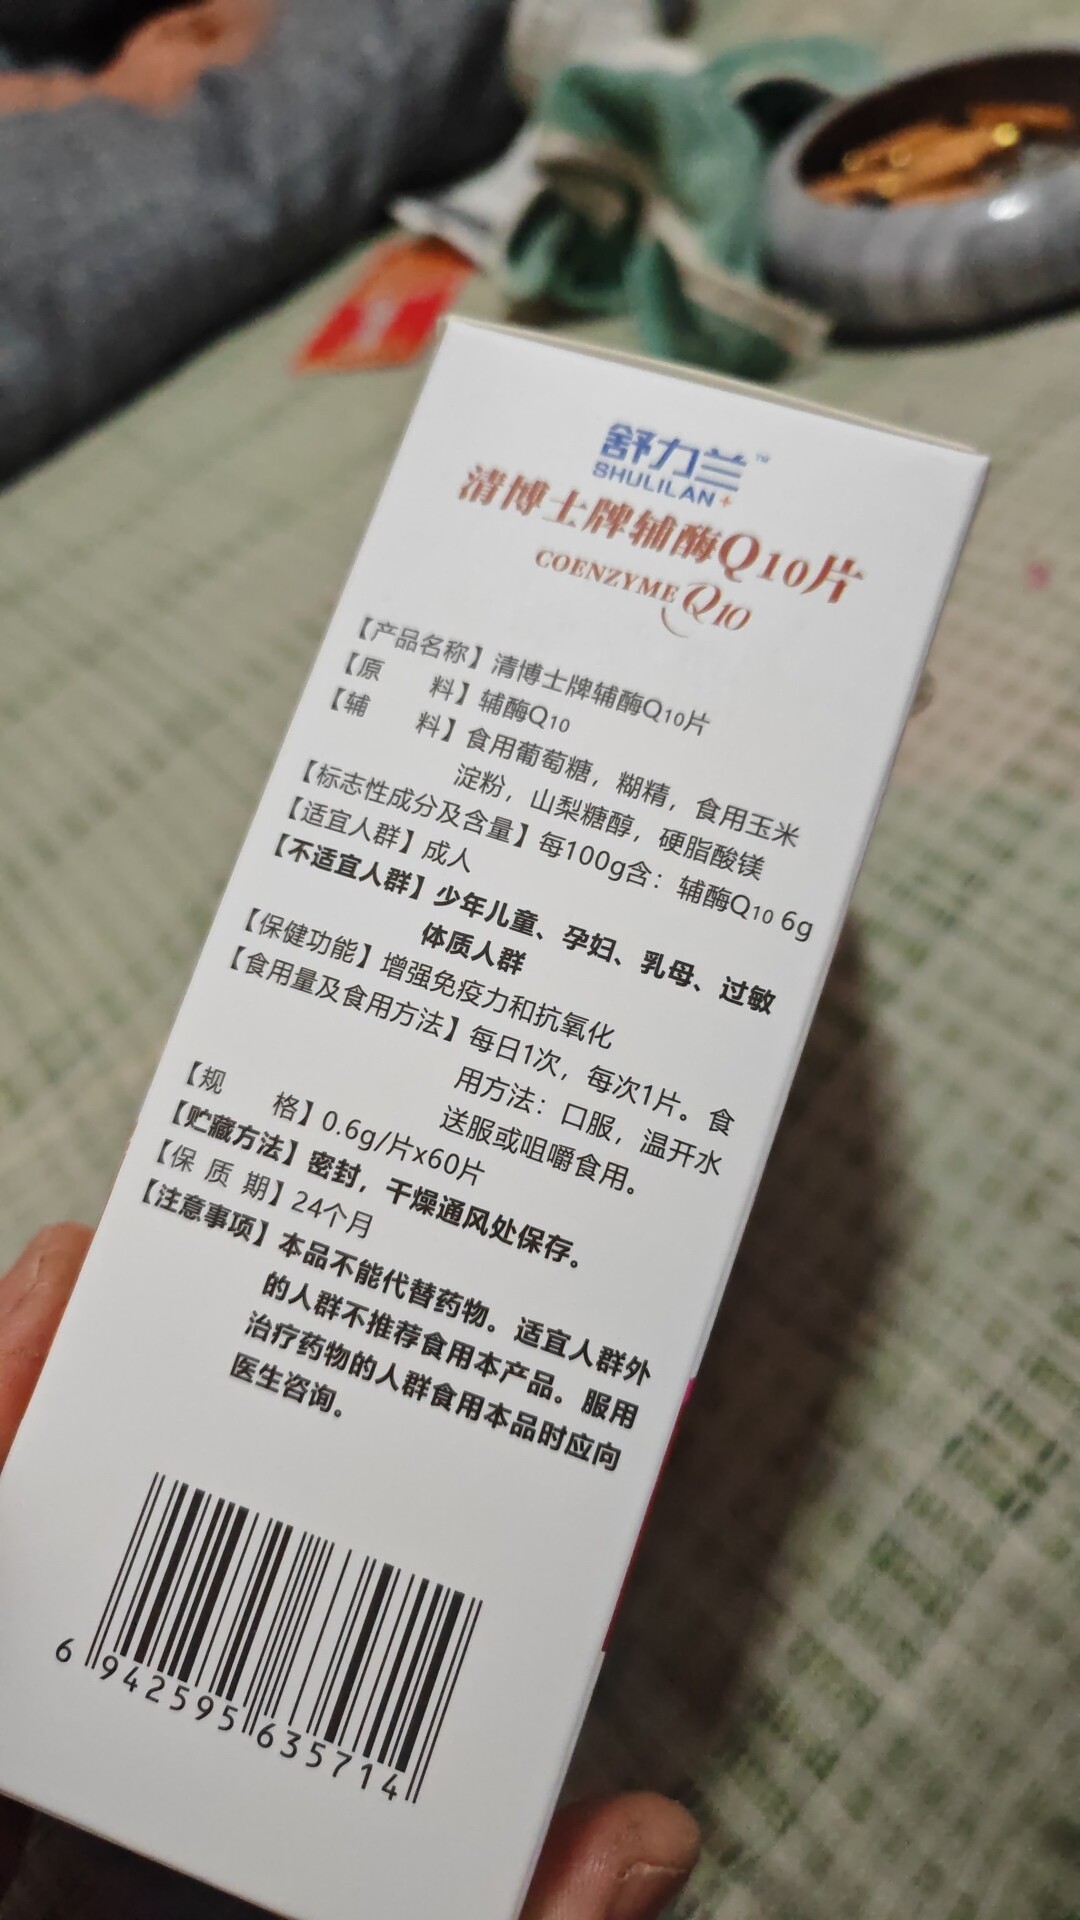 舒力兰™
SHULILAN+
清博士牌辅酶Q10片
COENZYME Q10
【产品名称】清博士牌辅酶Q10片
【原 料】辅酶Q10
【辅 料】食用葡萄糖，糊精，食用玉米
淀粉，山梨糖醇，硬脂酸镁
【标志性成分及含量】每100g含：辅酶Q10 6g
【适宜人群】成人
【不适宜人群】少年儿童、孕妇、乳母、过敏
体质人群
【保健功能】增强免疫力和抗氧化
【食用量及食用方法】每日1次，每次1片。食
用方法：口服，温开水
送服或咀嚼食用。
【规 格】0.6g/片x60片
【贮藏方法】密封，干燥通风处保存。
【保 质 期】24个月
【注意事项】本品不能代替药物。适宜人群外
的人群不推荐食用本产品。服用
治疗药物的人群食用本品时应向
医生咨询。
6 942595 635714